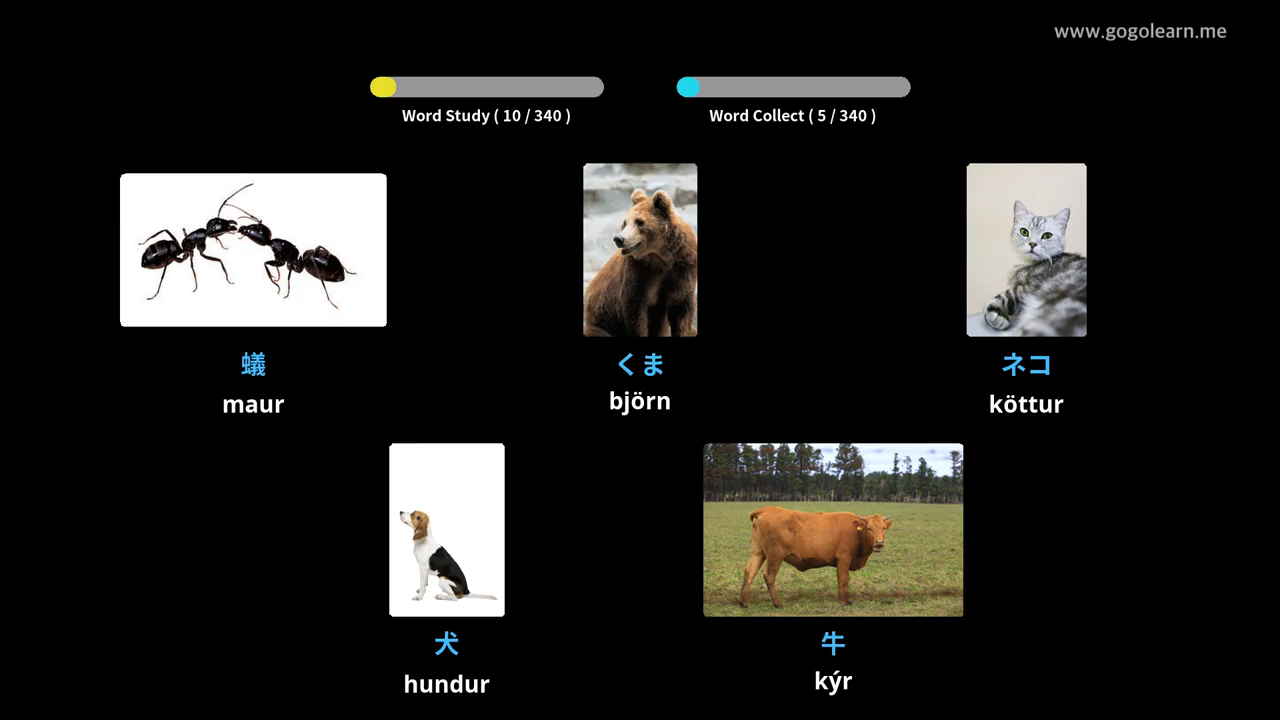 www.gogolearn.me
Word Study ( 10 / 340 )
Word Collect ( 5 / 340 )
蟻
maur
くま
björn
ネコ
köttur
犬
hundur
牛
kýr